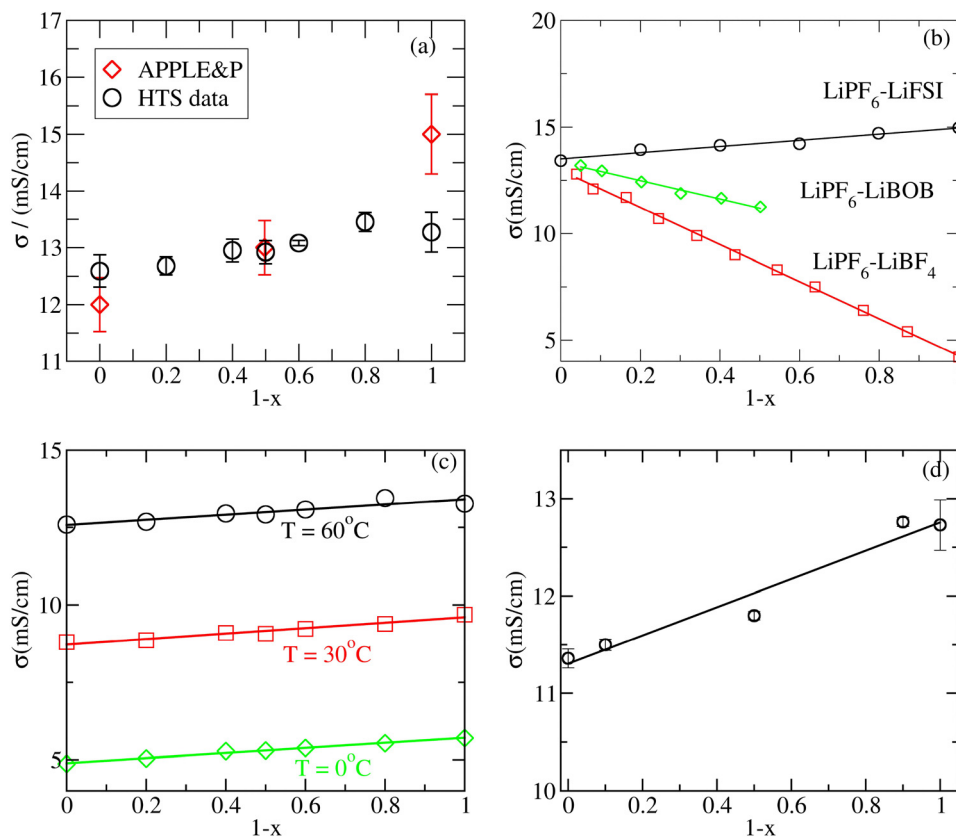 (a)
17
16
15
14
13
12
11
σ / (mS/cm)
APPLE&P
HTS data
0 0.2 0.4 0.6 0.8 1
1-x
(b)
20
15
10
5
σ(mS/cm)
LiPF6-LiFSI
LiPF6-LiBOB
LiPF6-LiBF4
0 0.2 0.4 0.6 0.8
1-x
(c)
15
10
5
σ(mS/cm)
T = 60°C
T = 30°C
T = 0°C
0 0.2 0.4 0.6 0.8 1
1-x
(d)
13
12
11
10
σ(mS/cm)
0 0.2 0.4 0.6 0.8 1
1-x